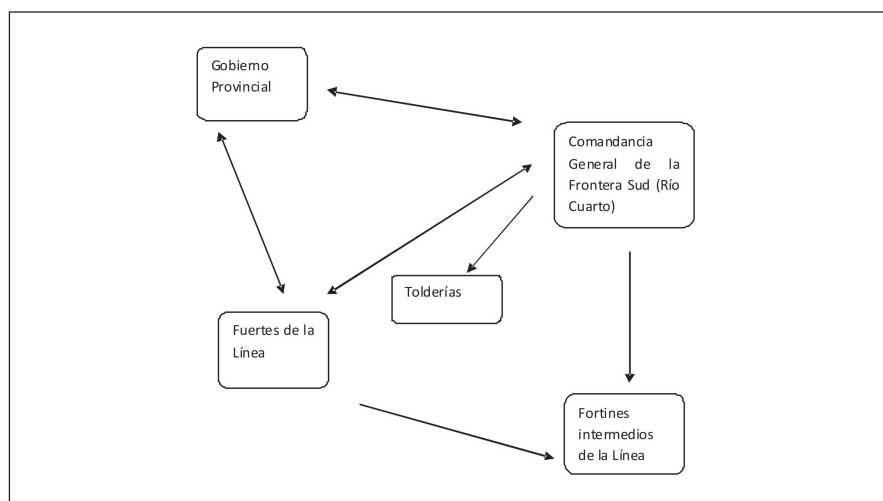 Gobierno
Provincial
Comandancia
General de la
Frontera Sud (Río
Cuarto)
Tolderías
Fuertes de la
Línea
Fortines
intermedios
de la Línea